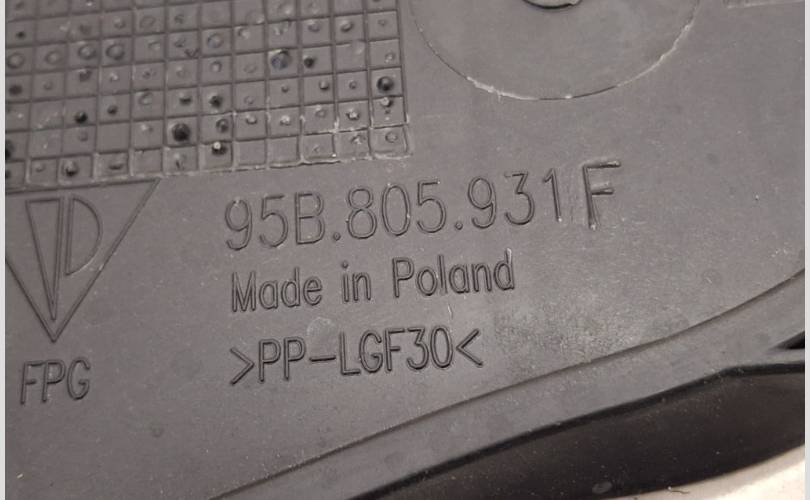 95B.805.931 F
Made in Poland
>PP-LGF30<
FPG